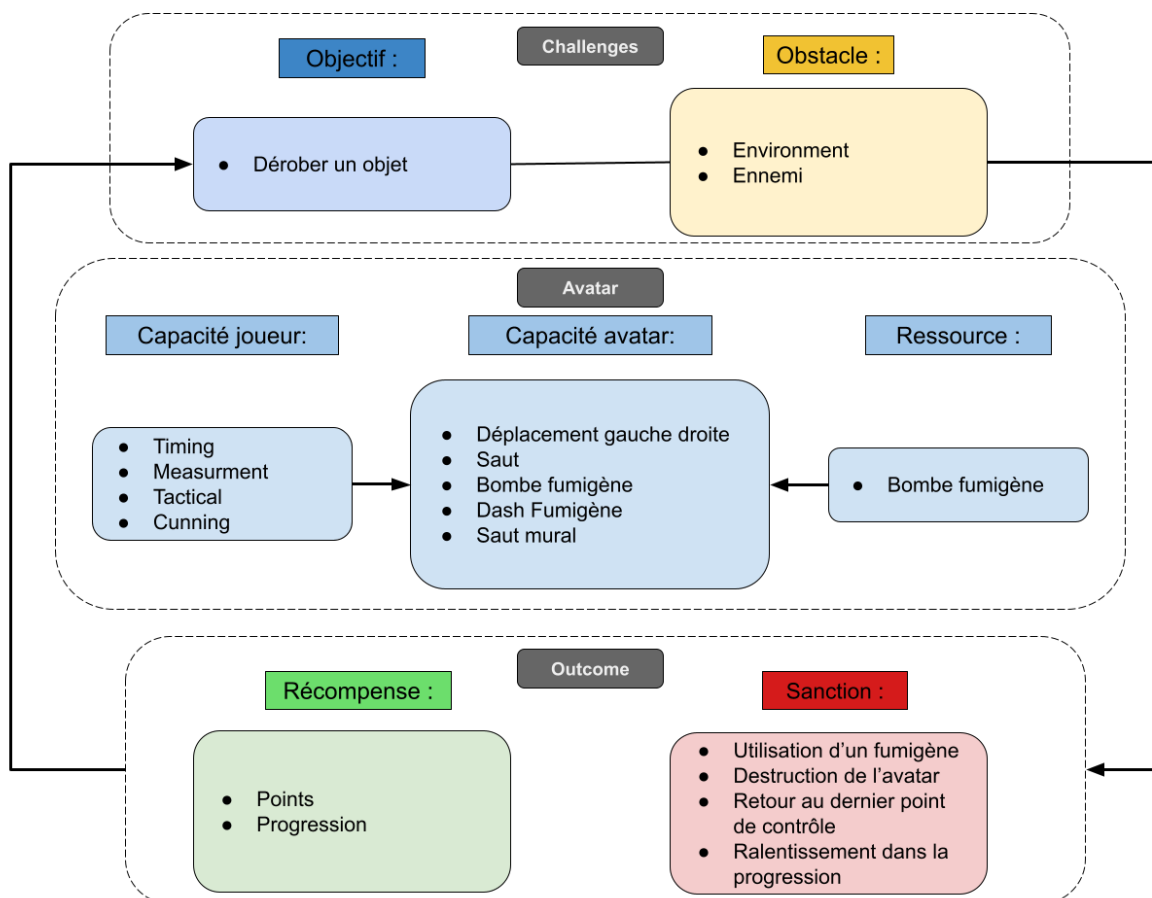 Challenges
Objectif :
Obstacle :
● Dérober un objet
● Environment
● Ennemi
Avatar
Capacité joueur:
Capacité avatar:
Ressource :
● Timing
● Measurment
● Tactical
● Cunning
● Déplacement gauche droite
● Saut
● Bombe fumigène
● Dash Fumigène
● Saut mural
● Bombe fumigène
Outcome
Récompense :
Sanction :
● Points
● Progression
● Utilisation d’un fumigène
● Destruction de l’avatar
● Retour au dernier point
de contrôle
● Ralentissement dans la
progression